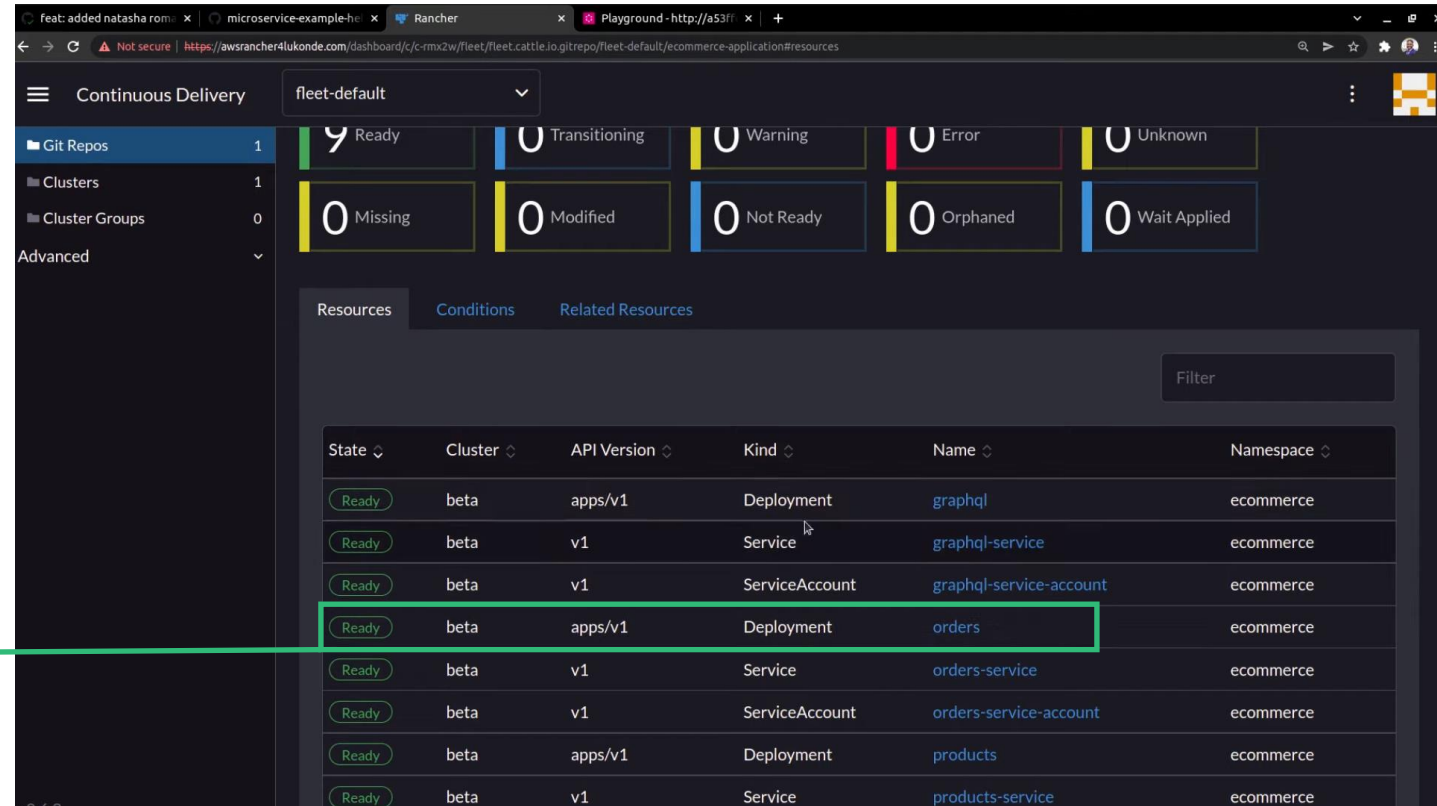 feat: added natasha roma
microservice-example-hel
Rancher
Playground - http://a53ff
Not secure | https://awsrancher4lukonde.com/dashboard/c/c-rmx2w/fleet/fleet.cattle.io.gitrepo/fleet-default/ecommerce-application#resources
Continuous Delivery
fleet-default
Git Repos 1
Clusters 1
Cluster Groups 0
Advanced
9 Ready
0 Transitioning
0 Warning
0 Error
0 Unknown
0 Missing
0 Modified
0 Not Ready
0 Orphaned
0 Wait Applied
Resources Conditions Related Resources
Filter
State Cluster API Version Kind Name Namespace
Ready beta apps/v1 Deployment graphql ecommerce
Ready beta v1 Service graphql-service ecommerce
Ready beta v1 ServiceAccount graphql-service-account ecommerce
Ready beta apps/v1 Deployment orders ecommerce
Ready beta v1 Service orders-service ecommerce
Ready beta v1 ServiceAccount orders-service-account ecommerce
Ready beta apps/v1 Deployment products ecommerce
Ready beta v1 Service products-service ecommerce